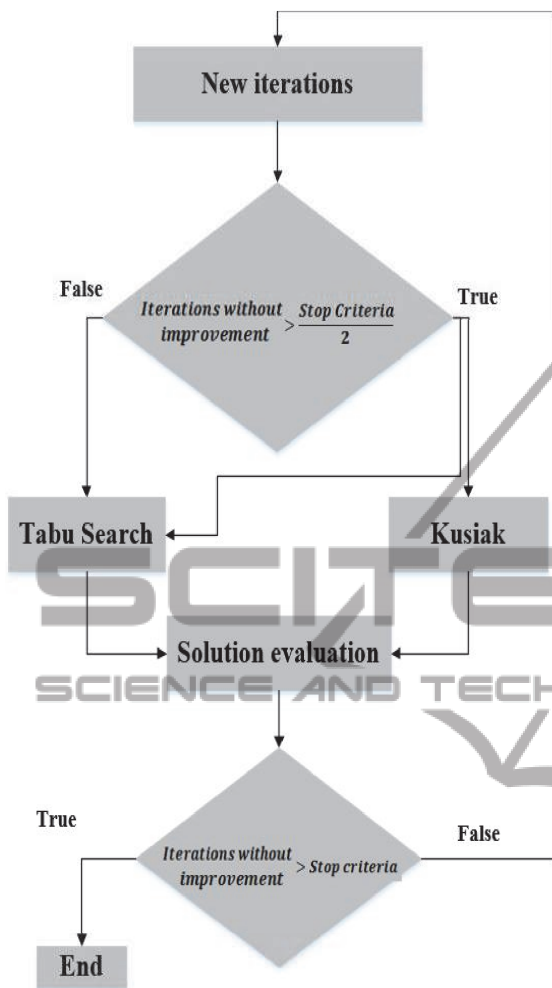 New iterations
False
True
Iterations without
improvement > Stop Criteria / 2
Tabu Search
Kusiak
SCITE
Solution evaluation
SCIENCE AND TECH
True
False
Iterations without
improvement > Stop criteria
End